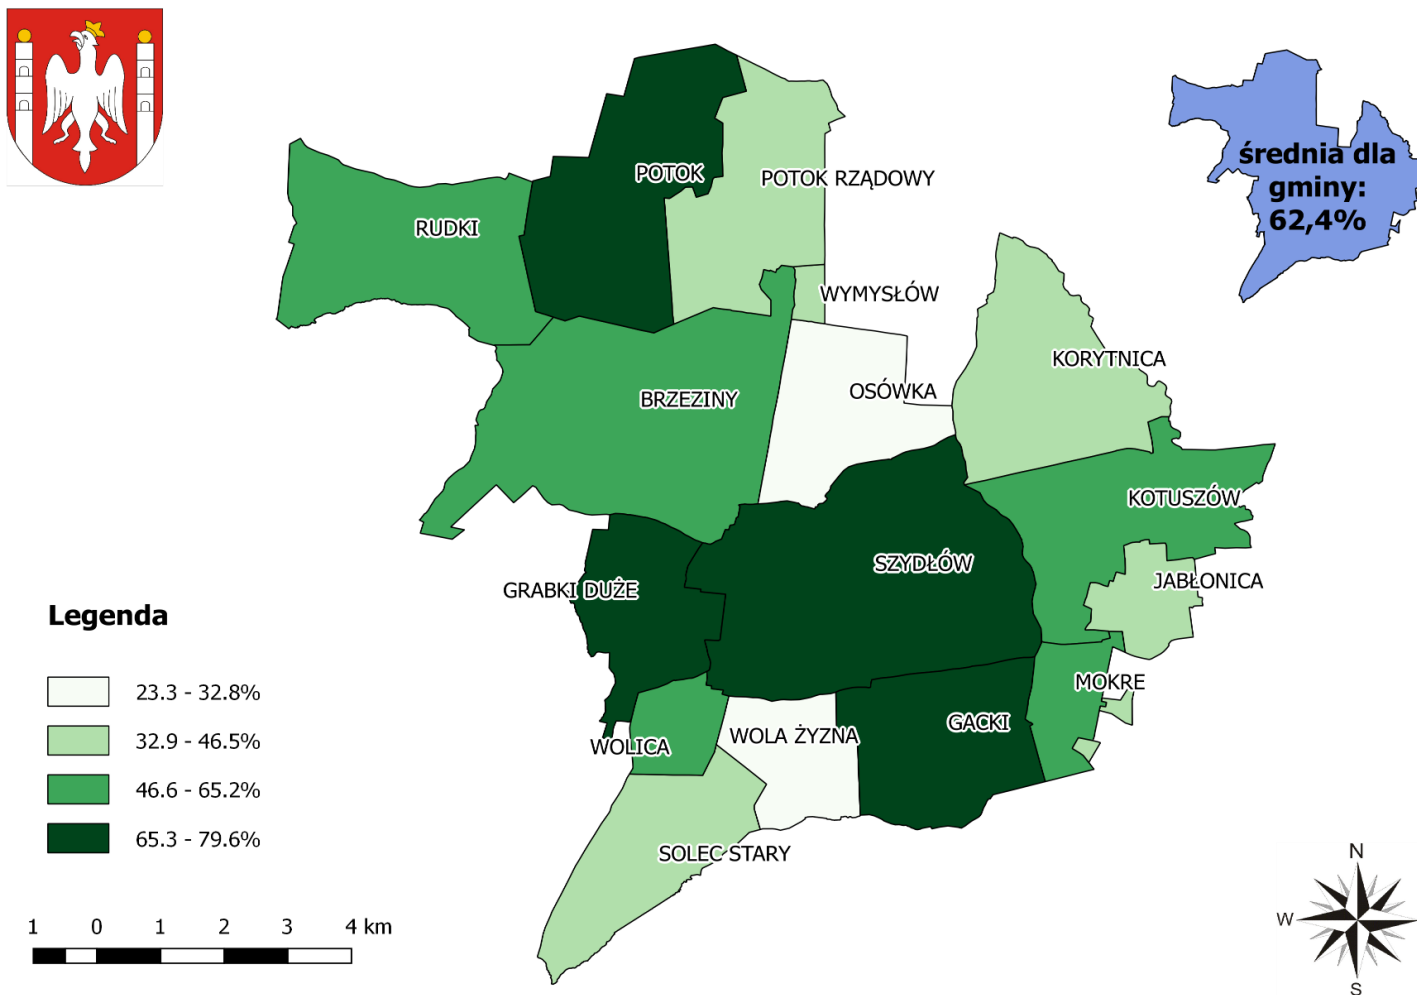 średnia dla
gminy:
62,4%
POTOK
POTOK RZĄDOWY
RUDKI
WYMYSŁÓW
KORYTNICA
OSÓWKA
BRZEZINY
KOTUSZÓW
SZYDŁÓW
JABŁONICA
GRABKI DUŻE
MOKRE
GACKI
WOLA ŻYZNA
WOLICA
SOLEC STARY
Legenda
23.3 - 32.8%
32.9 - 46.5%
46.6 - 65.2%
65.3 - 79.6%
1 0 1 2 3 4 km
N
W
S